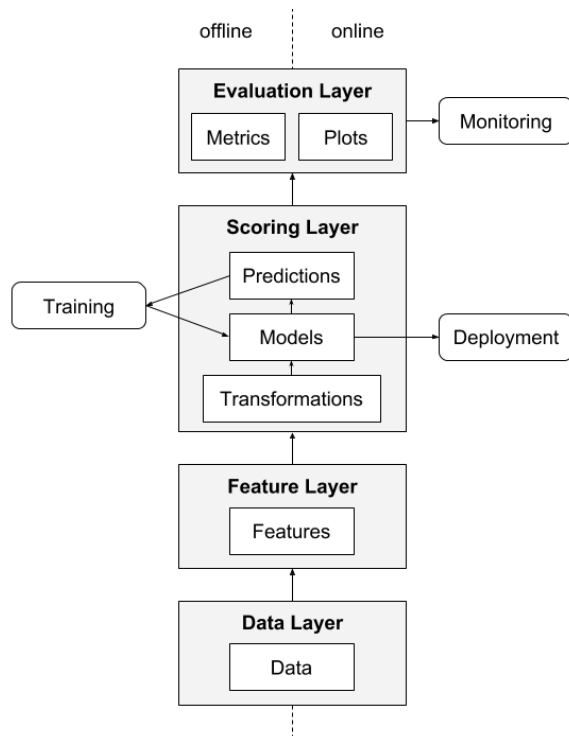 offline
online
Evaluation Layer
Metrics
Plots
Monitoring
Scoring Layer
Predictions
Training
Models
Deployment
Transformations
Feature Layer
Features
Data Layer
Data